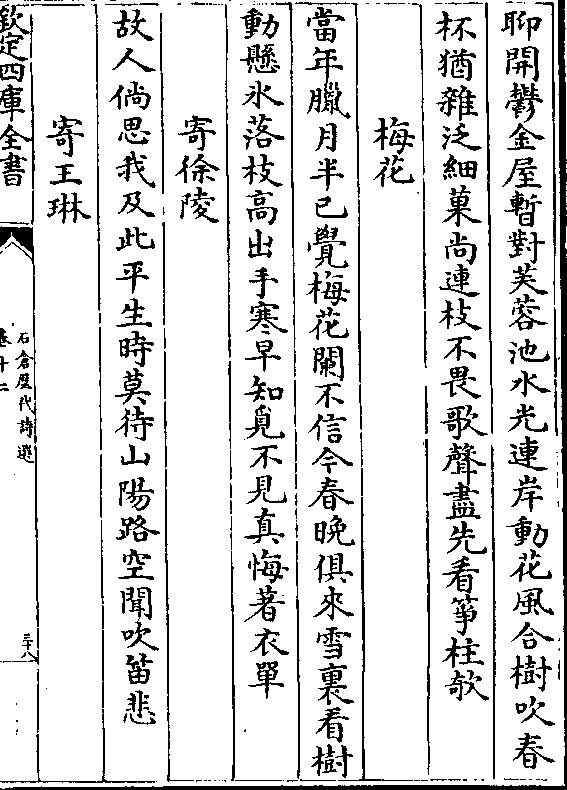 聊開鬱金屋暫對芙蓉池水光連岸動花風合樹吹春
杯猶雜泛細菓尚連枝不畏歌聲盡先看箏柱欹
梅花
當年臘月半已覺梅花闌不信今春晚俱來雪裏看樹
動懸氷落枝高出手寒早知覓不見真悔著衣單
寄徐陵
故人倘思我及此平生時莫待山陽路空聞吹笛悲
寄王琳
欽定四庫全書
石倉歴代詩選
卷十二
三十八